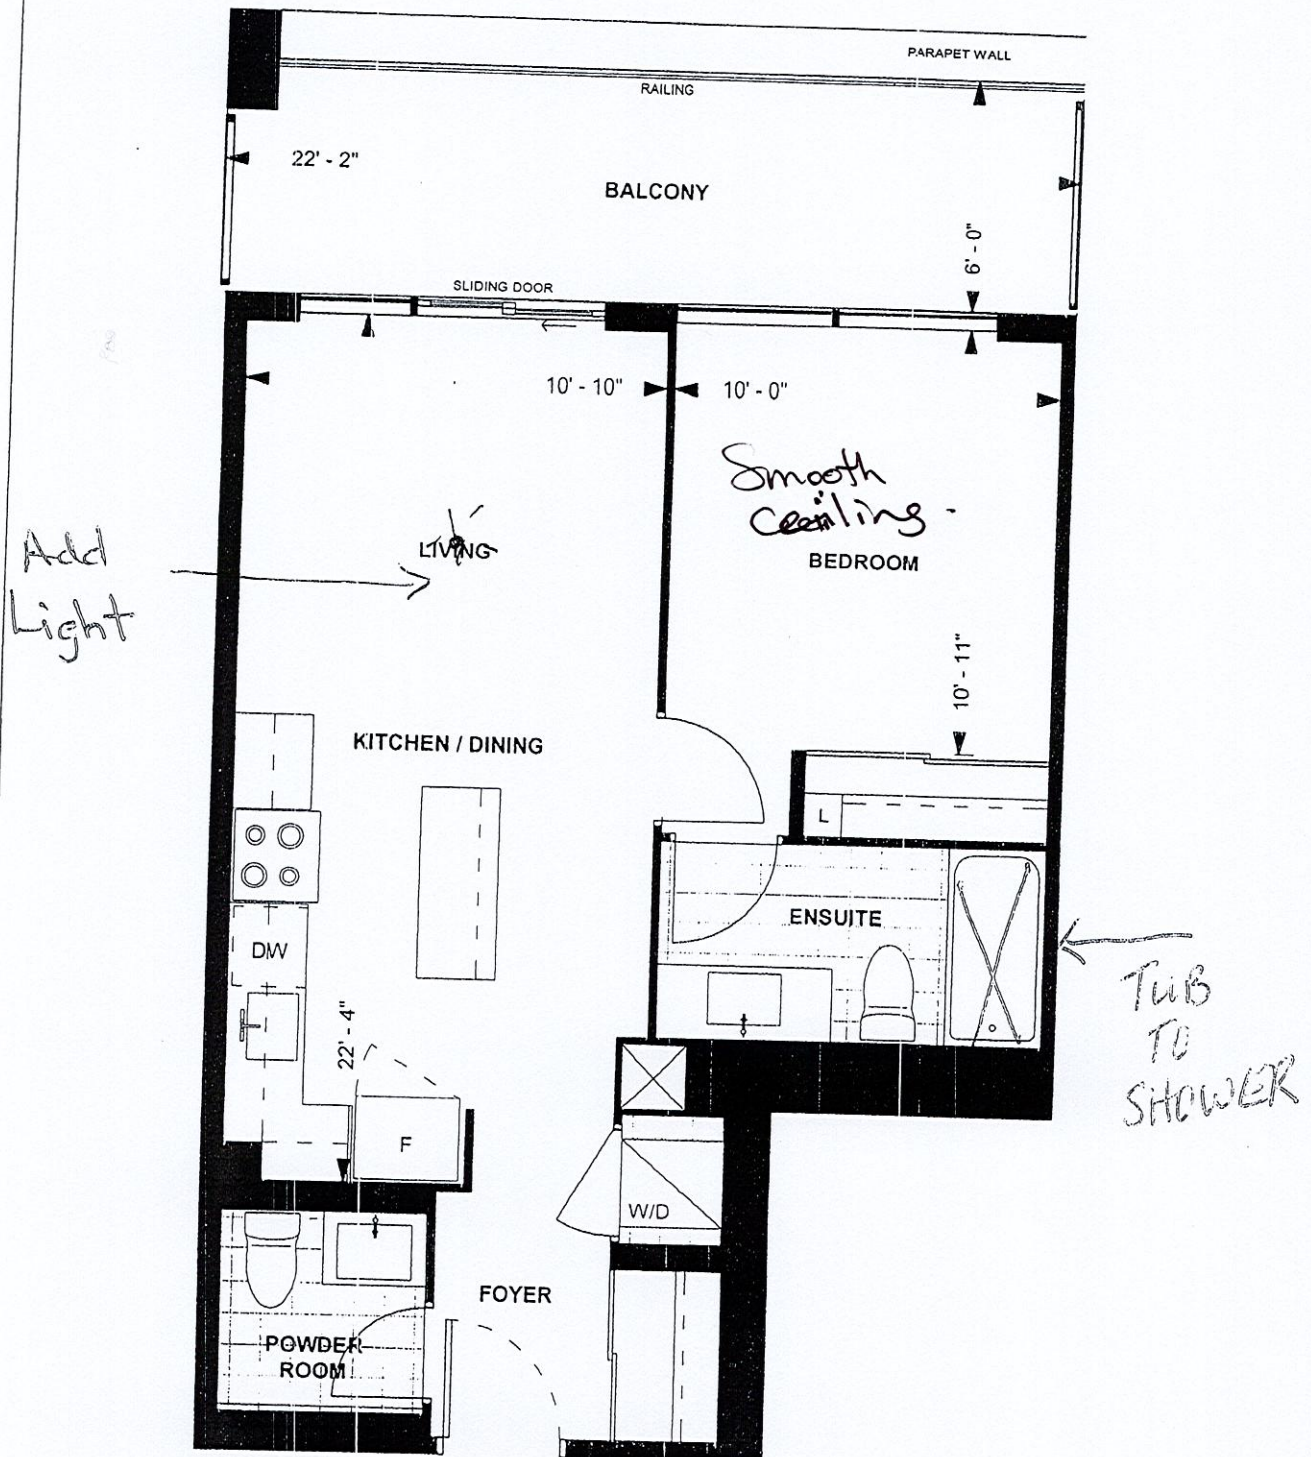 PARAPET WALL
RAILING
22' - 2"
BALCONY
6' - 0"
SLIDING DOOR
10' - 10"
10' - 0"
Smooth
ceiling
Add
Light
LIVING
BEDROOM
10' - 11"
KITCHEN / DINING
L
ENSUITE
DW
TUB
TO
SHOWER
22' - 4"
F
W/D
FOYER
POWDER
ROOM